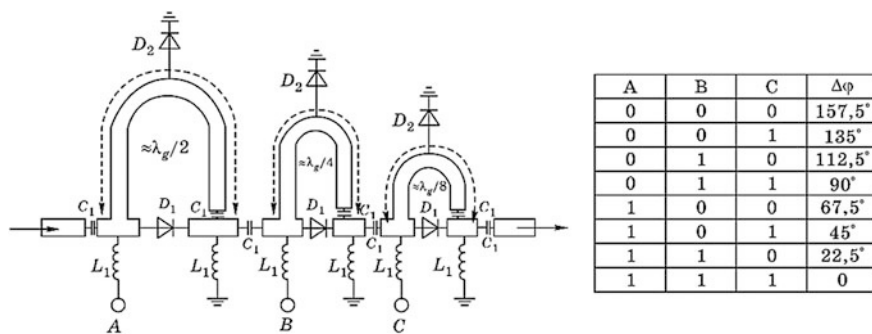 D₂
D₂
D₂
≈λg/2
≈λg/4
≈λg/8
C₁
D₁
C₁
C₁
D₁
C₁
C₁
D₁
C₁
C₁
L₁
L₁
L₁
L₁
L₁
L₁
A
B
C
A B C Δφ
0 0 0 157,5°
0 0 1 135°
0 1 0 112,5°
0 1 1 90°
1 0 0 67,5°
1 0 1 45°
1 1 0 22,5°
1 1 1 0